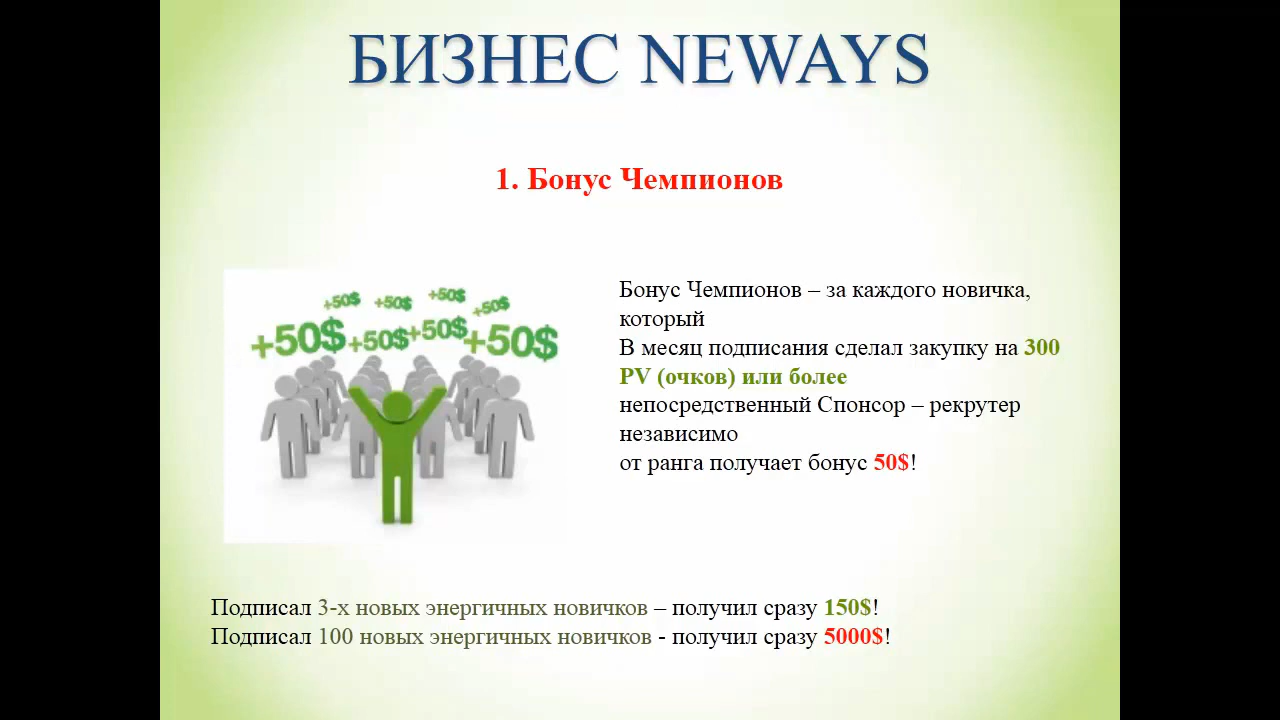 БИЗНЕС NEWAYS
1. Бонус Чемпионов
+50$ +50$ +50$ +50$
+50$ +50$ +50$ +50$
Бонус Чемпионов – за каждого новичка,
который
В месяц подписания сделал закупку на 300
PV (очков) или более
непосредственный Спонсор – рекрутер
независимо
от ранга получает бонус 50$!
Подписал 3-х новых энергичных новичков – получил сразу 150$!
Подписал 100 новых энергичных новичков - получил сразу 5000$!